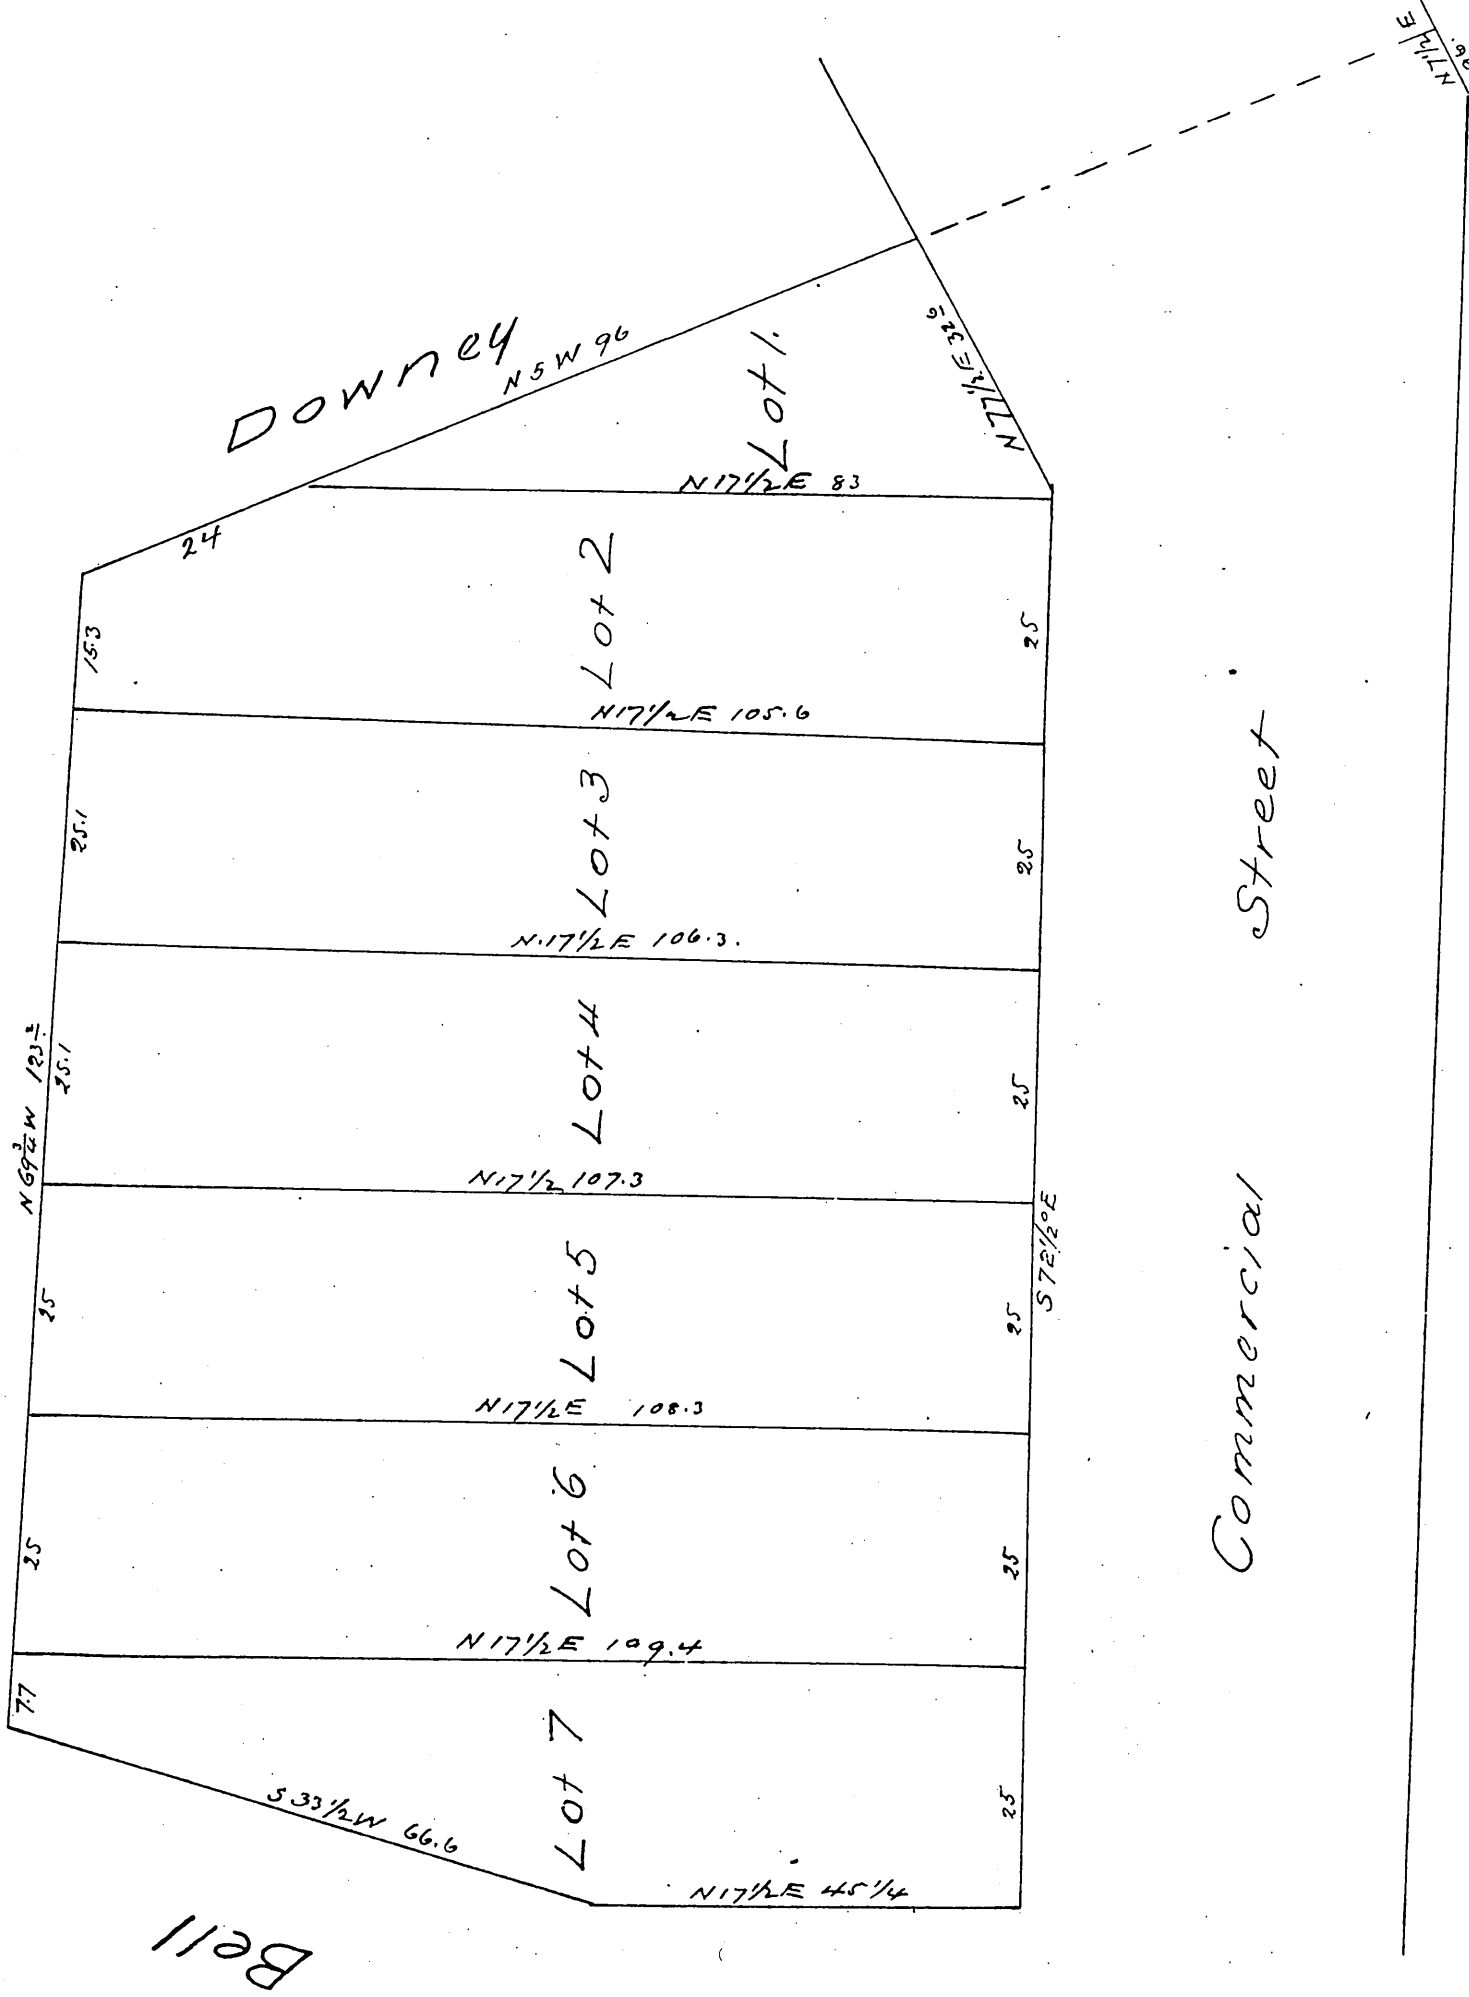 N 7 1/4 E
Downey
N 5 W 96
Lot 1.
N 77 1/2 E 32 6
N 17 1/2 E 83
24
Lot 2
15.3
25
N 17 1/2 E 105.6
Lot 3
25.1
25
N. 17 1/2 E 106.3.
N 69 3/4 W 123 2
25.1
Lot 4
25
N 17 1/2 107.3
S 72 1/2° E
25
Lot 5
25
N 17 1/2 E 108.3
Lot 6
25
25
N 17 1/2 E 109.4
7.7
Lot 7
25
S 33 1/2 W 66.6
N 17 1/2 E 45 1/4
Bell
Commercial Street